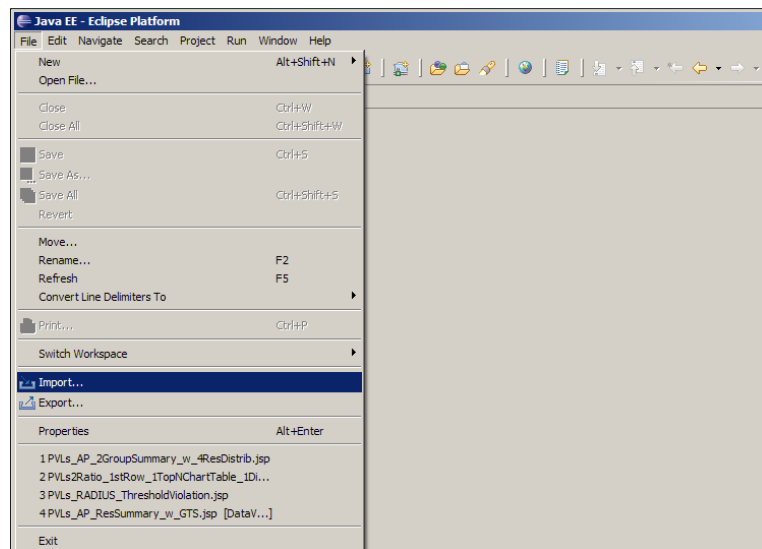 Java EE - Eclipse Platform
File Edit Navigate Search Project Run Window Help
New Alt+Shift+N
Open File...
Close Ctrl+W
Close All Ctrl+Shift+W
Save Ctrl+S
Save As...
Save All Ctrl+Shift+S
Revert
Move...
Rename... F2
Refresh F5
Convert Line Delimiters To
Print... Ctrl+P
Switch Workspace
Import...
Export...
Properties Alt+Enter
1 PVLs_AP_2GroupSummary_w_4ResDistrib.jsp
2 PVLs2Ratio_1stRow_1TopNChartTable_1Di...
3 PVLs_RADIUS_ThresholdViolation.jsp
4 PVLs_AP_ResSummary_w_GTS.jsp [DataV...]
Exit